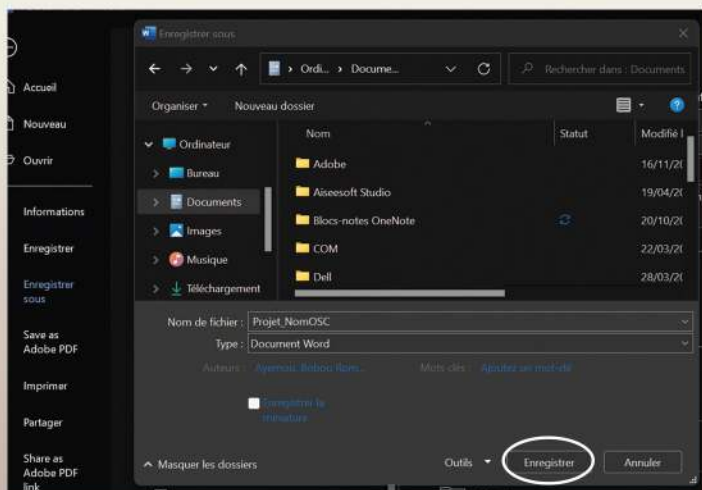 Enregistrer sous
Ordi... › Docume...
Rechercher dans : Documents
Organiser
Nouveau dossier
Accueil
Nouveau
Ouvrir
Informations
Enregistrer
Enregistrer
sous
Save as
Adobe PDF
Imprimer
Partager
Share as
Adobe PDF
link
Ordinateur
Bureau
Documents
Images
Musique
Téléchargement
Nom Statut Modifié l
Adobe 16/11/20
Aiseesoft Studio 19/04/20
Blocs-notes OneNote 20/10/20
COM 22/03/20
Dell 28/03/20
Nom de fichier : Projet_NomOSC
Type : Document Word
Auteurs : Mots-clés : Ajoutez un mot-clé
Enregistrer la
miniature
Masquer les dossiers
Outils Enregistrer Annuler